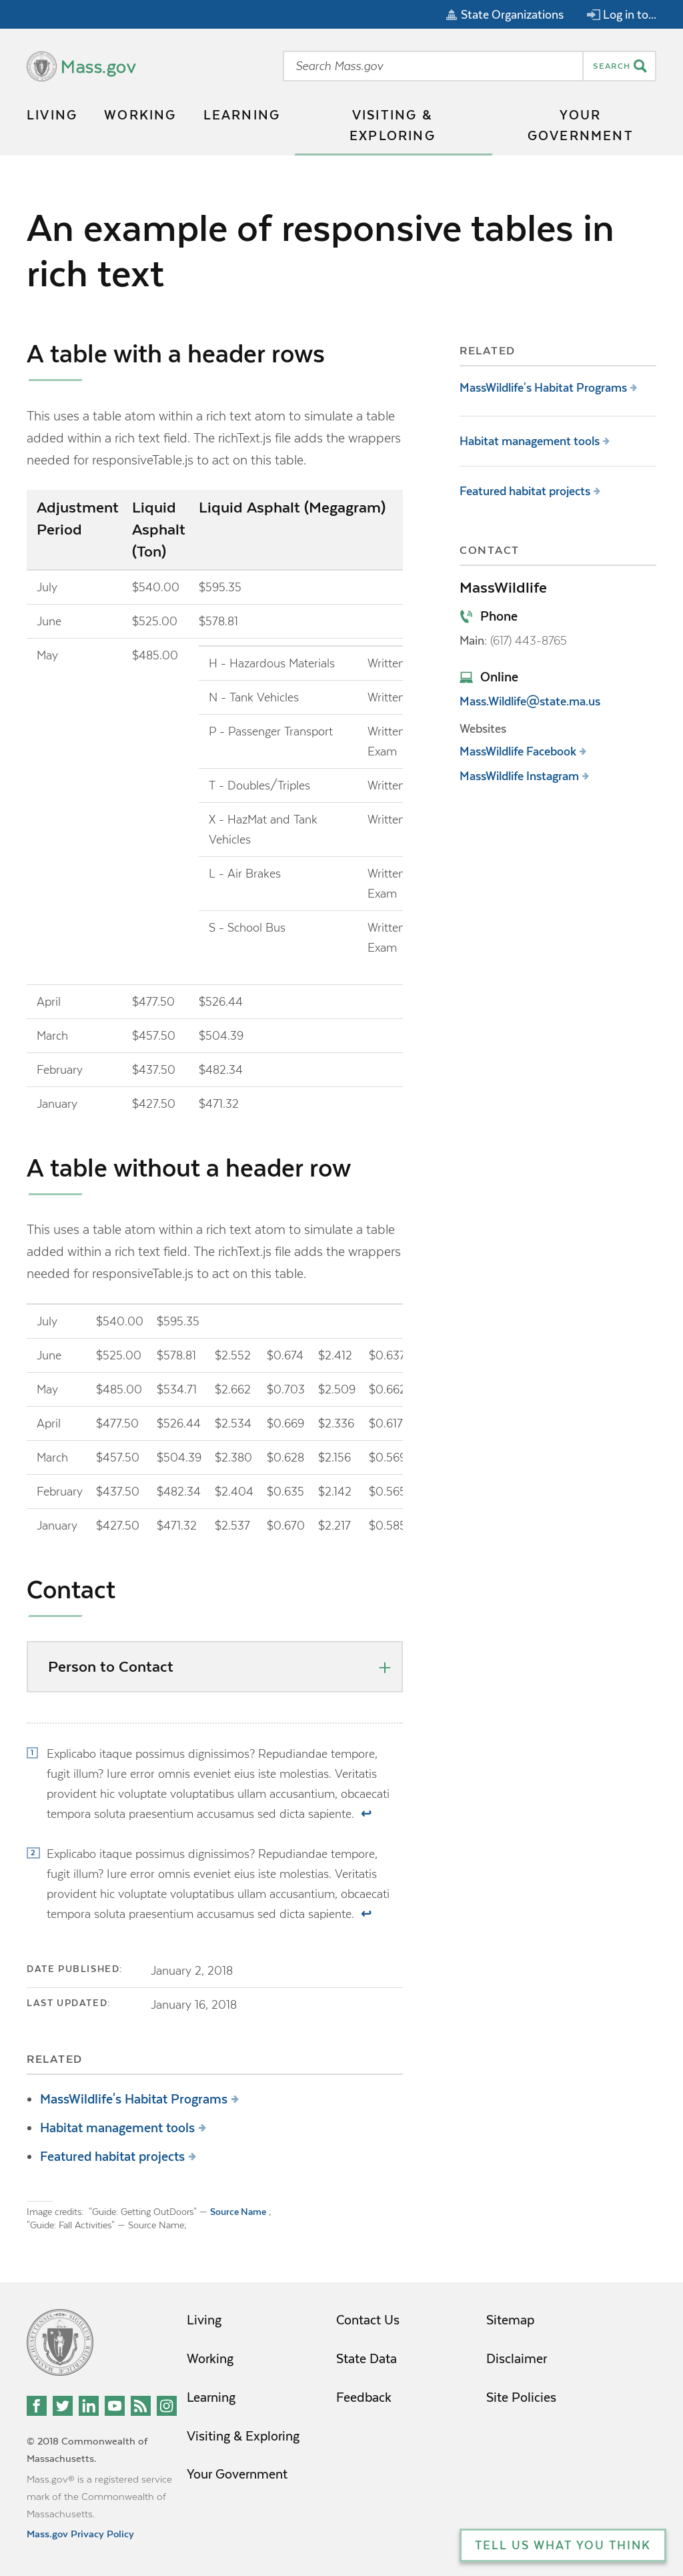 State Organizations
Log in to...
Mass.gov
Search Mass.gov
SEARCH
LIVING
WORKING
LEARNING
VISITING &
EXPLORING
YOUR
GOVERNMENT
An example of responsive tables in
rich text
A table with a header rows
This uses a table atom within a rich text atom to simulate a table
added within a rich text field. The richText.js file adds the wrappers
needed for responsiveTable.js to act on this table.
Adjustment
Period
Liquid
Asphalt
(Ton)
Liquid Asphalt (Megagram)
July $540.00 $595.35
June $525.00 $578.81
May $485.00
H - Hazardous Materials Written
N - Tank Vehicles Written
P - Passenger Transport Written
Exam
T - Doubles/Triples Written
X - HazMat and Tank Written
Vehicles
L - Air Brakes Written
Exam
S - School Bus Written
Exam
April $477.50 $526.44
March $457.50 $504.39
February $437.50 $482.34
January $427.50 $471.32
A table without a header row
This uses a table atom within a rich text atom to simulate a table
added within a rich text field. The richText.js file adds the wrappers
needed for responsiveTable.js to act on this table.
July $540.00 $595.35
June $525.00 $578.81 $2.552 $0.674 $2.412 $0.637
May $485.00 $534.71 $2.662 $0.703 $2.509 $0.662
April $477.50 $526.44 $2.534 $0.669 $2.336 $0.617
March $457.50 $504.39 $2.380 $0.628 $2.156 $0.569
February $437.50 $482.34 $2.404 $0.635 $2.142 $0.565
January $427.50 $471.32 $2.537 $0.670 $2.217 $0.585
Contact
Person to Contact +
1 Explicabo itaque possimus dignissimos? Repudiandae tempore,
fugit illum? Iure error omnis eveniet eius iste molestias. Veritatis
provident hic voluptate voluptatibus ullam accusantium, obcaecati
tempora soluta praesentium accusamus sed dicta sapiente. ↩
2 Explicabo itaque possimus dignissimos? Repudiandae tempore,
fugit illum? Iure error omnis eveniet eius iste molestias. Veritatis
provident hic voluptate voluptatibus ullam accusantium, obcaecati
tempora soluta praesentium accusamus sed dicta sapiente. ↩
DATE PUBLISHED: January 2, 2018
LAST UPDATED: January 16, 2018
RELATED
• MassWildlife's Habitat Programs
• Habitat management tools
• Featured habitat projects
Image credits: "Guide: Getting OutDoors" — Source Name ;
"Guide: Fall Activities" — Source Name;
RELATED
MassWildlife's Habitat Programs
Habitat management tools
Featured habitat projects
CONTACT
MassWildlife
Phone
Main: (617) 443-8765
Online
Mass.Wildlife@state.ma.us
Websites
MassWildlife Facebook
MassWildlife Instagram
Living
Working
Learning
Visiting & Exploring
Your Government
Contact Us
State Data
Feedback
Sitemap
Disclaimer
Site Policies
© 2018 Commonwealth of
Massachusetts.
Mass.gov® is a registered service
mark of the Commonwealth of
Massachusetts.
Mass.gov Privacy Policy
TELL US WHAT YOU THINK